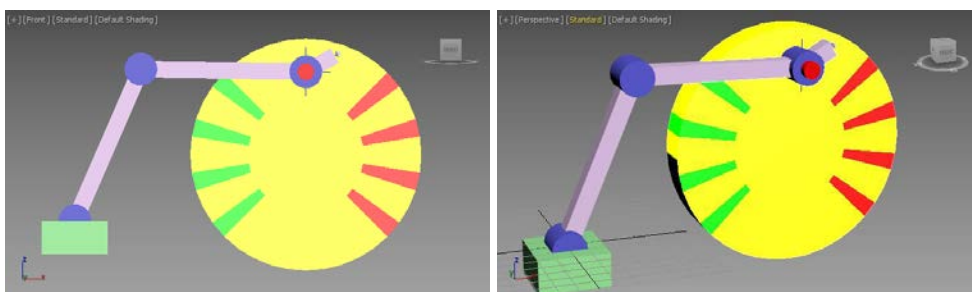 [+] [Front] [Standard] [Default Shading]
[+] [Perspective] [Standard] [Default Shading]
z
x
z